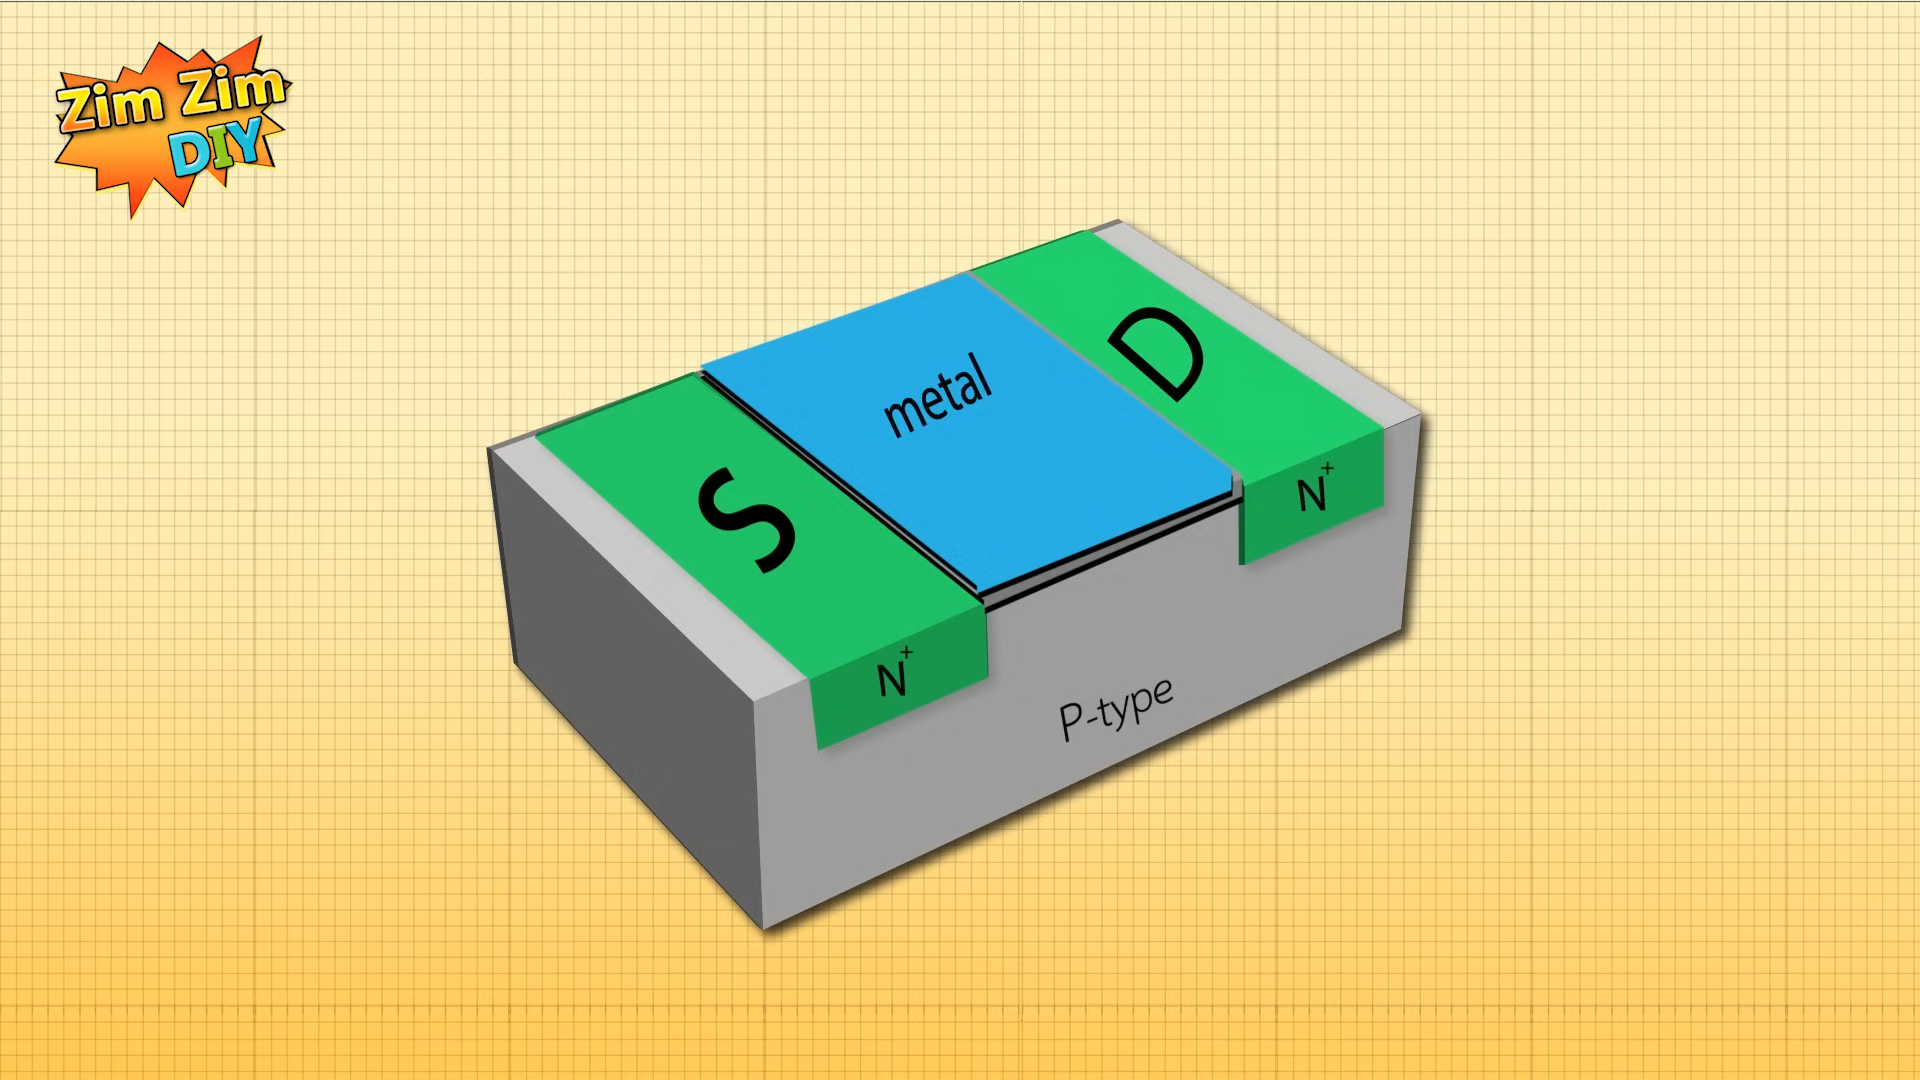 Zim Zim
DIY
D
metal
S
N+
N+
P-type